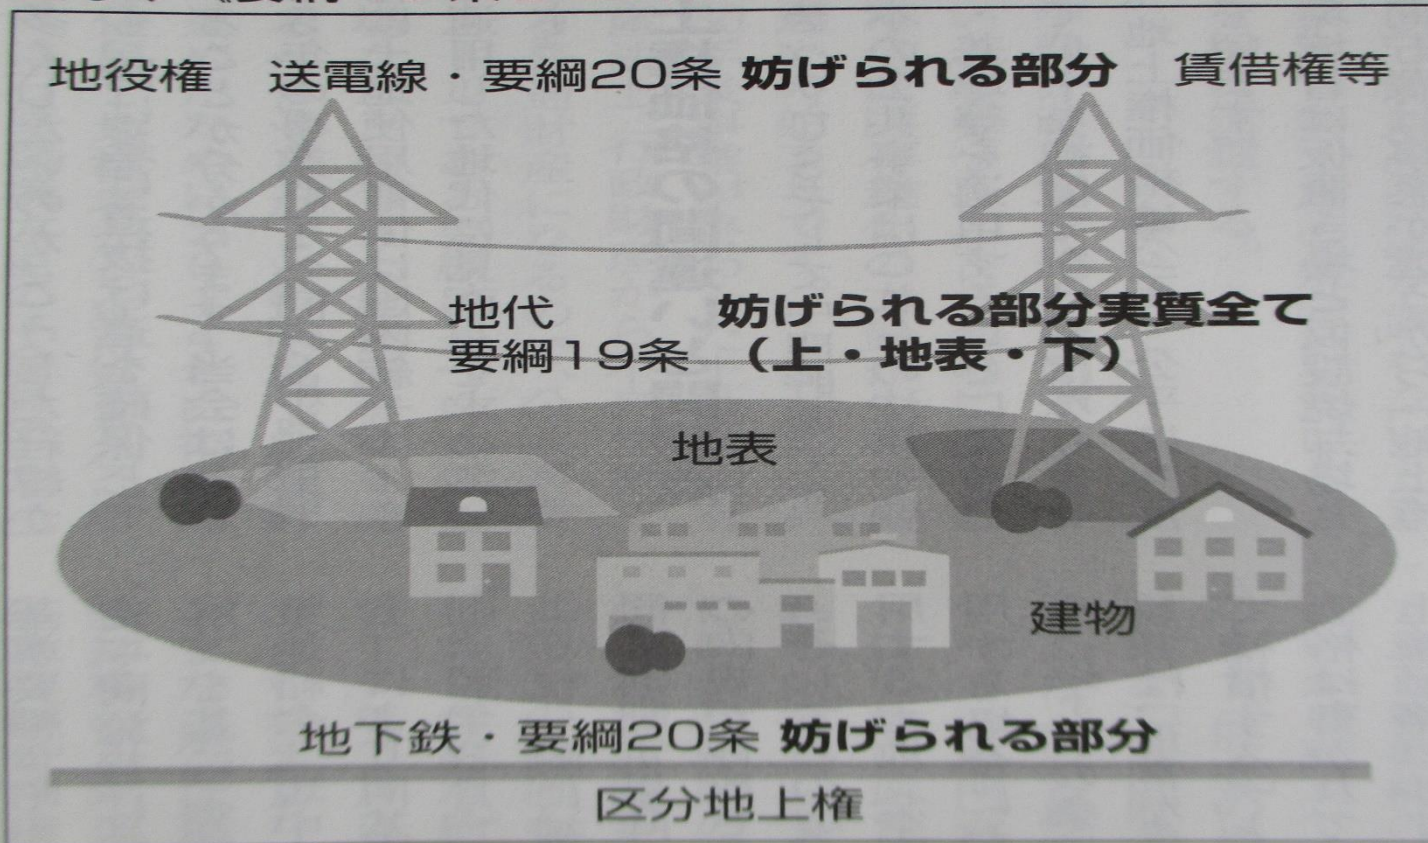 地役権 送電線・要綱20条 妨げられる部分 賃借権等
地代 妨げられる部分実質全て
要綱19条 (上・地表・下)
地表
建物
地下鉄・要綱20条 妨げられる部分
区分地上権